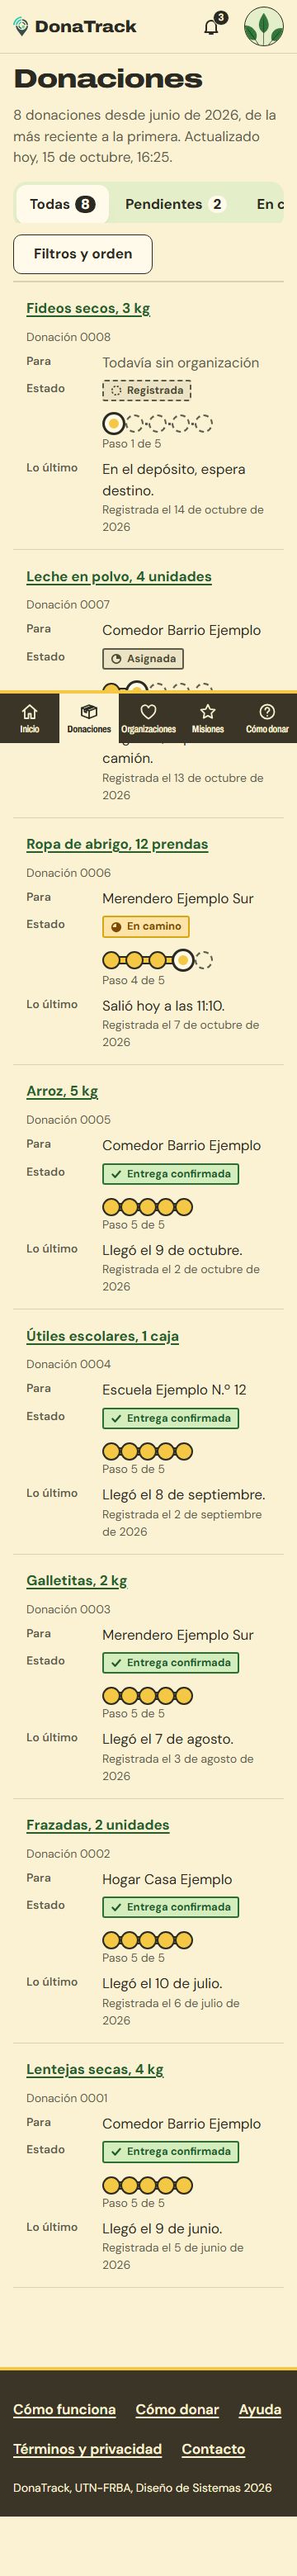 DonaTrack
3
Donaciones
8 donaciones desde junio de 2026, de la
más reciente a la primera. Actualizado
hoy, 15 de octubre, 16:25.
Todas 8 Pendientes 2 En c
Filtros y orden
Fideos secos, 3 kg
Donación 0008
Para Todavía sin organización
Estado Registrada
Paso 1 de 5
Lo último En el depósito, espera
destino.
Registrada el 14 de octubre de
2026
Leche en polvo, 4 unidades
Donación 0007
Para Comedor Barrio Ejemplo
Estado Asignada
Inicio Donaciones Organizaciones Misiones Cómo donar
camión.
Registrada el 13 de octubre de
2026
Ropa de abrigo, 12 prendas
Donación 0006
Para Merendero Ejemplo Sur
Estado En camino
Paso 4 de 5
Lo último Salió hoy a las 11:10.
Registrada el 7 de octubre de
2026
Arroz, 5 kg
Donación 0005
Para Comedor Barrio Ejemplo
Estado Entrega confirmada
Paso 5 de 5
Lo último Llegó el 9 de octubre.
Registrada el 2 de octubre de
2026
Útiles escolares, 1 caja
Donación 0004
Para Escuela Ejemplo N.º 12
Estado Entrega confirmada
Paso 5 de 5
Lo último Llegó el 8 de septiembre.
Registrada el 2 de septiembre
de 2026
Galletitas, 2 kg
Donación 0003
Para Merendero Ejemplo Sur
Estado Entrega confirmada
Paso 5 de 5
Lo último Llegó el 7 de agosto.
Registrada el 3 de agosto de
2026
Frazadas, 2 unidades
Donación 0002
Para Hogar Casa Ejemplo
Estado Entrega confirmada
Paso 5 de 5
Lo último Llegó el 10 de julio.
Registrada el 6 de julio de
2026
Lentejas secas, 4 kg
Donación 0001
Para Comedor Barrio Ejemplo
Estado Entrega confirmada
Paso 5 de 5
Lo último Llegó el 9 de junio.
Registrada el 5 de junio de
2026
Cómo funciona Cómo donar Ayuda
Términos y privacidad Contacto
DonaTrack, UTN-FRBA, Diseño de Sistemas 2026